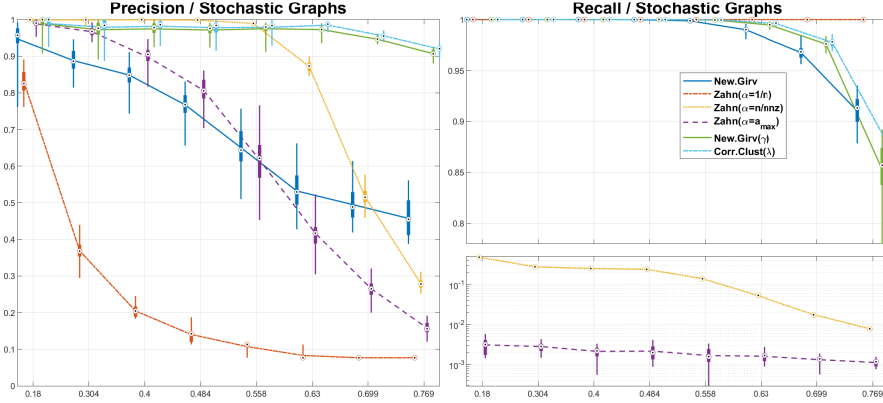 Precision / Stochastic Graphs
1
0.9
0.8
0.7
0.6
0.5
0.4
0.3
0.2
0.1
0
0.18 0.304 0.4 0.484 0.558 0.63 0.699 0.769
Recall / Stochastic Graphs
1
0.95
0.9
0.85
0.8
New.Girv
Zahn(α=1/n)
Zahn(α=n/nnz)
Zahn(α=a_max)
New.Girv(γ)
Corr.Clust(λ)
10^-1
10^-2
10^-3
0.18 0.304 0.4 0.484 0.558 0.63 0.699 0.769